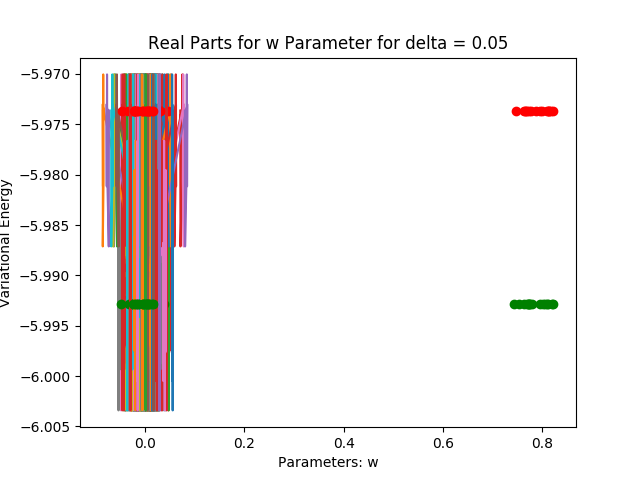 Real Parts for w Parameter for delta = 0.05
Variational Energy
−5.970
−5.975
−5.980
−5.985
−5.990
−5.995
−6.000
−6.005
0.0 0.2 0.4 0.6 0.8
Parameters: w